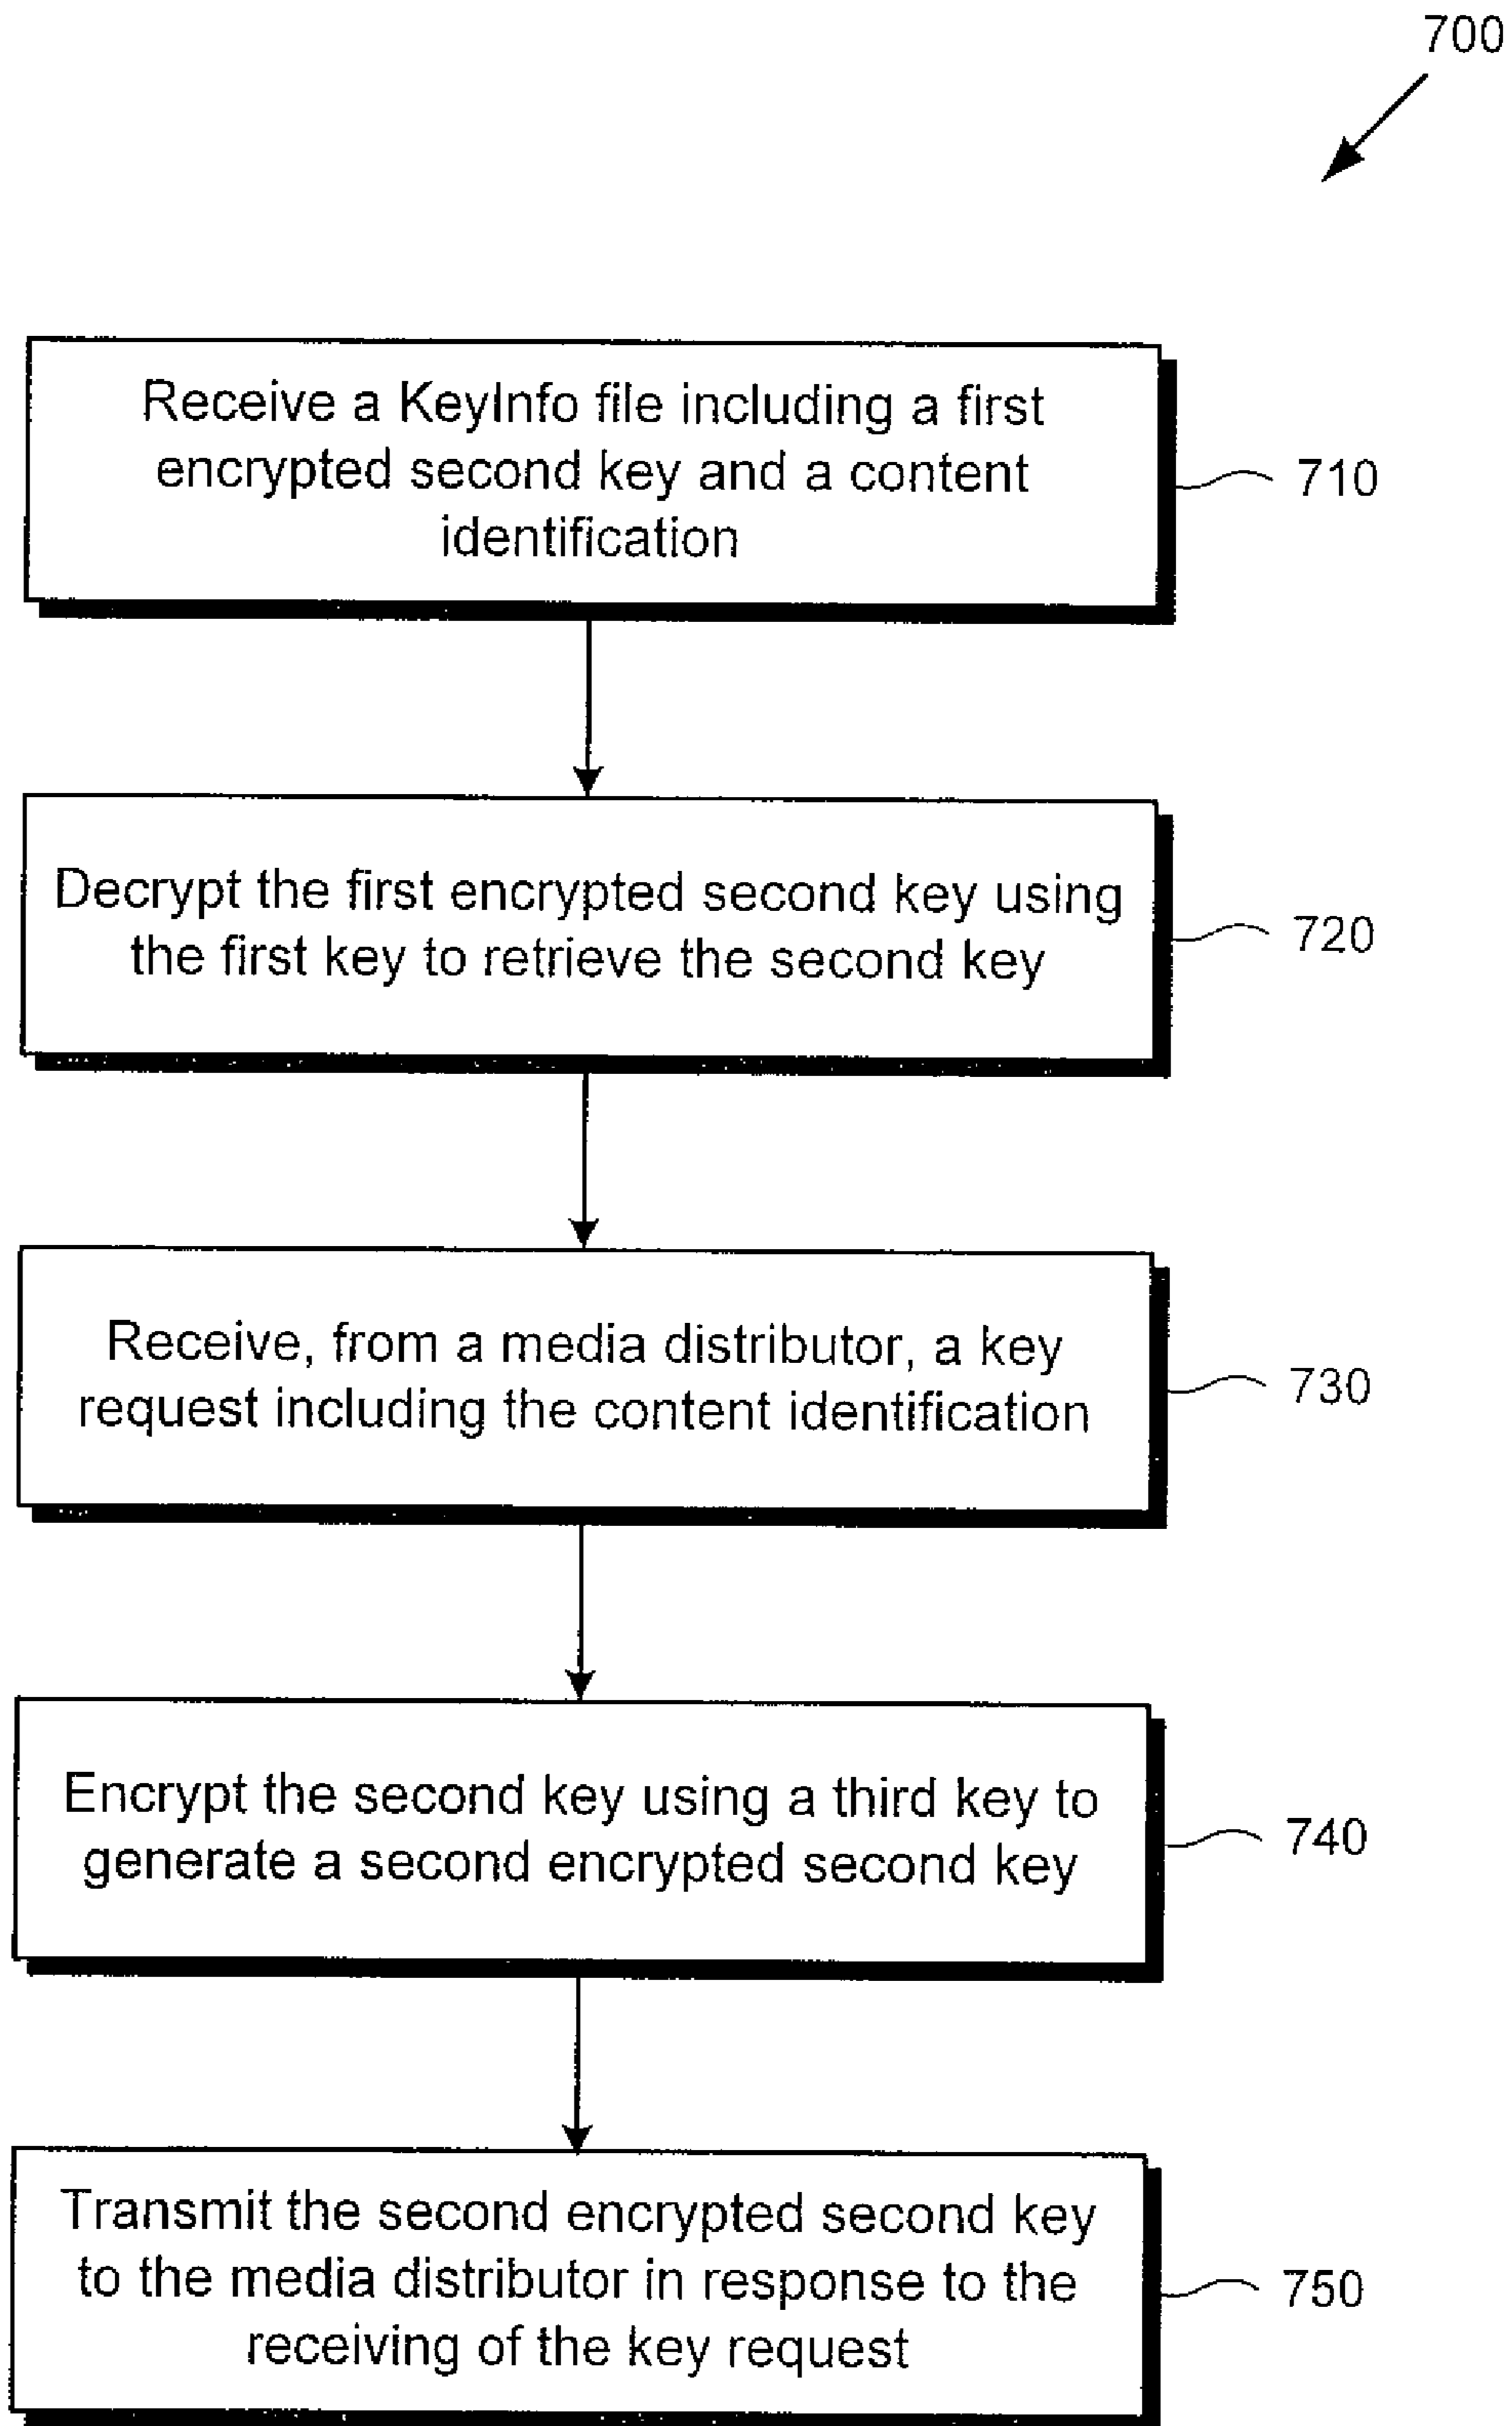 700
Receive a KeyInfo file including a first
encrypted second key and a content
identification
710
Decrypt the first encrypted second key using
the first key to retrieve the second key
720
Receive, from a media distributor, a key
request including the content identification
730
Encrypt the second key using a third key to
generate a second encrypted second key
740
Transmit the second encrypted second key
to the media distributor in response to the
receiving of the key request
750